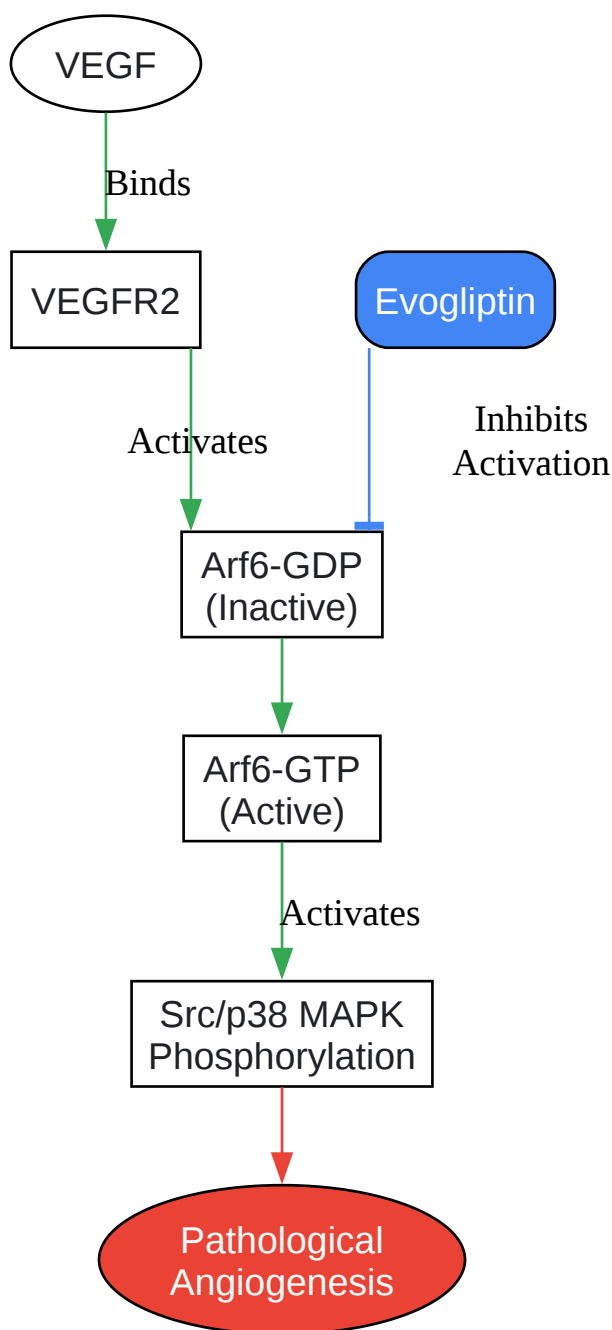 VEGF
Binds
VEGFR2
Evogliptin
Activates
Inhibits
Activation
Arf6-GDP
(Inactive)
Arf6-GTP
(Active)
Activates
Src/p38 MAPK
Phosphorylation
Pathological
Angiogenesis